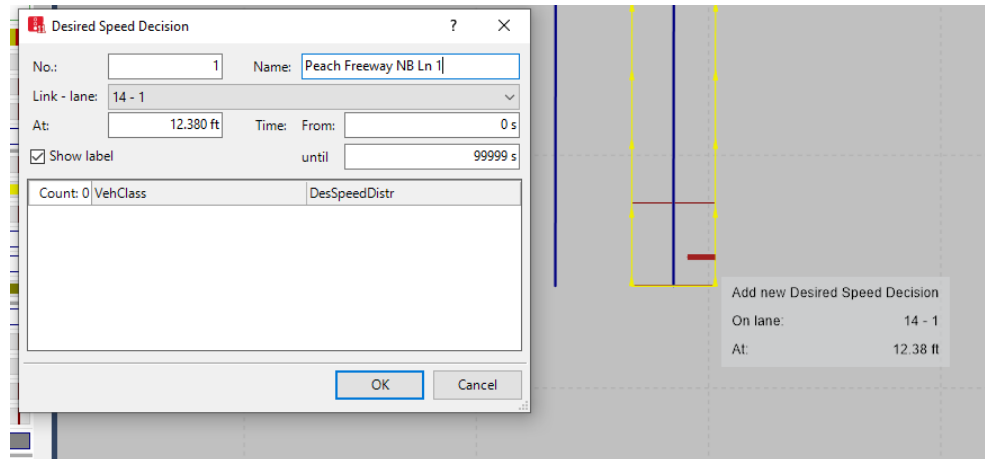 Desired Speed Decision ? ×
No.: 1 Name: Peach Freeway NB Ln 1
Link - lane: 14 - 1
At: 12.380 ft Time: From: 0 s
Show label until 99999 s
Count: 0 VehClass DesSpeedDistr
OK Cancel
Add new Desired Speed Decision
On lane: 14 - 1
At: 12.38 ft